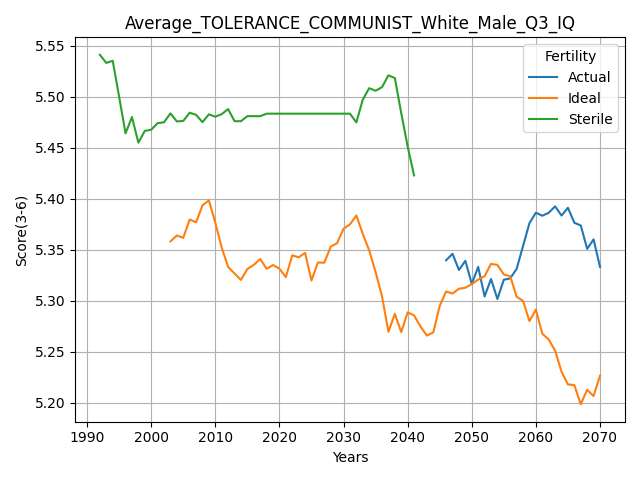 Average_TOLERANCE_COMMUNIST_White_Male_Q3_IQ
Fertility
Actual
Ideal
Sterile
Score(3-6)
5.55
5.50
5.45
5.40
5.35
5.30
5.25
5.20
1990 2000 2010 2020 2030 2040 2050 2060 2070
Years